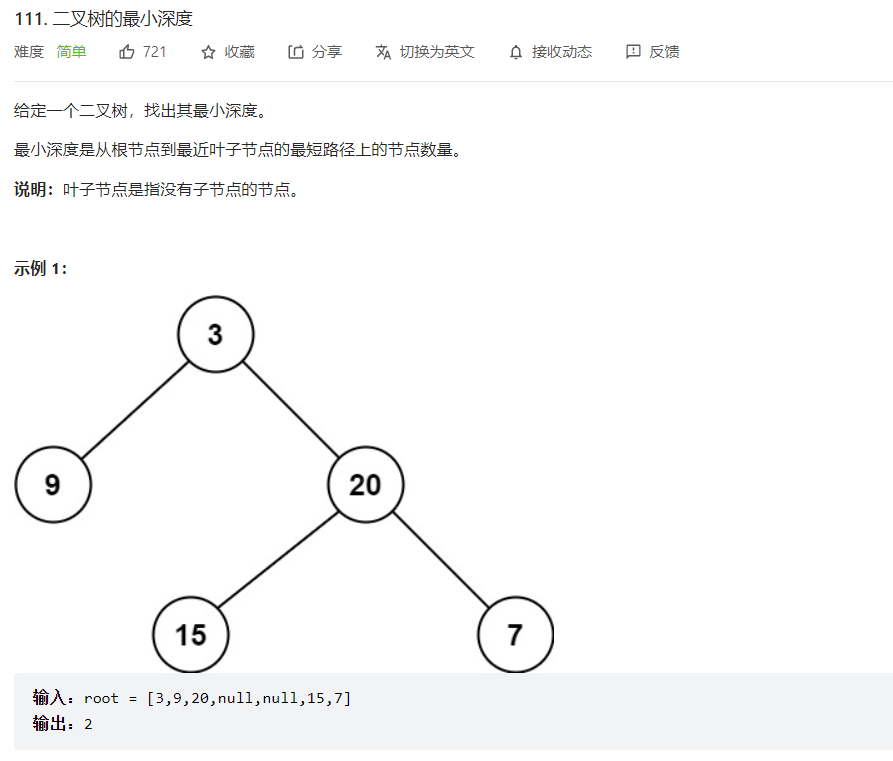 111. 二叉树的最小深度
难度 简单 721 收藏 分享 切换为英文 接收动态 反馈
给定一个二叉树，找出其最小深度。
最小深度是从根节点到最近叶子节点的最短路径上的节点数量。
说明：叶子节点是指没有子节点的节点。
示例 1：
3
9 20
15 7
输入：root = [3,9,20,null,null,15,7]
输出：2